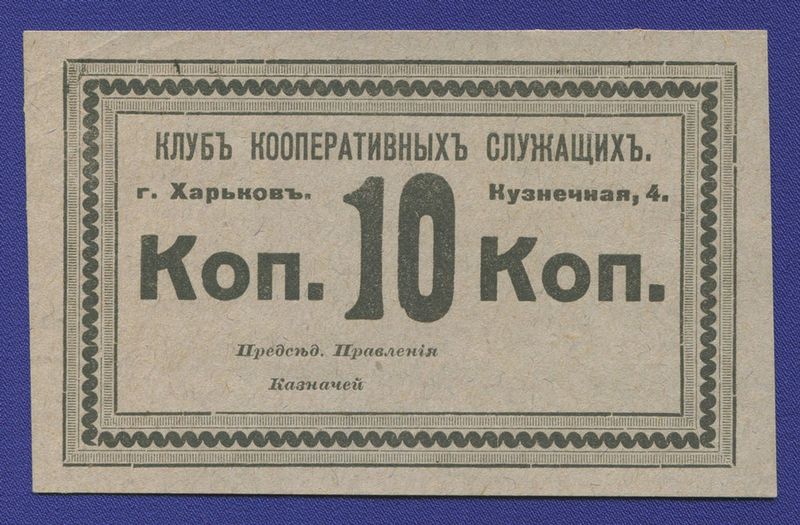 КЛУБЪ КООПЕРАТИВНЫХЪ СЛУЖАЩИХЪ.
г. Харьковъ. Кузнечная, 4.
Коп. 10 Коп.
Предсѣд. Правленія
Казначей